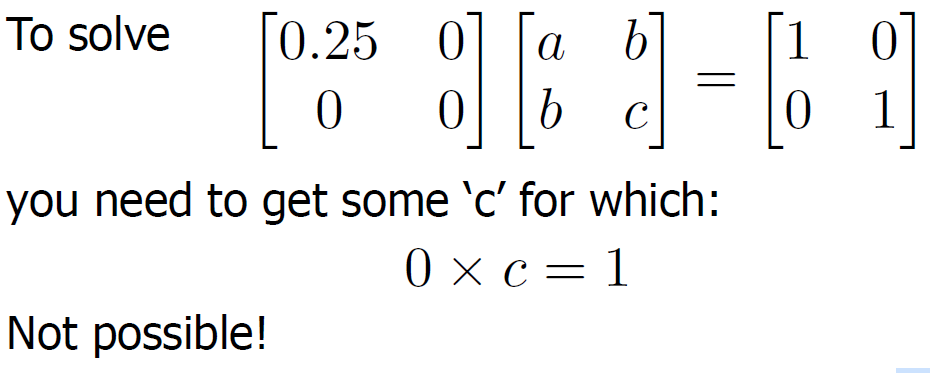 To solve [0.25 0] [a b] = [1 0]
[0 0] [b c] [0 1]
you need to get some ‘c’ for which:
0 × c = 1
Not possible!